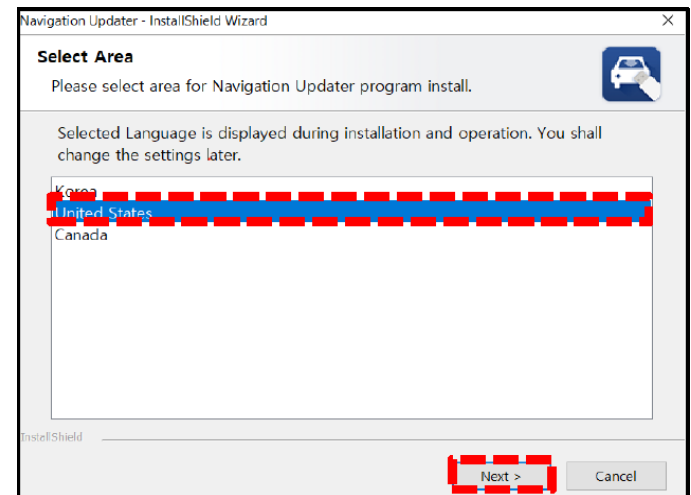 Navigation Updater - InstallShield Wizard
Select Area
Please select area for Navigation Updater program install.
Selected Language is displayed during installation and operation. You shall
change the settings later.
Korea
United States
Canada
InstallShield
Next >
Cancel